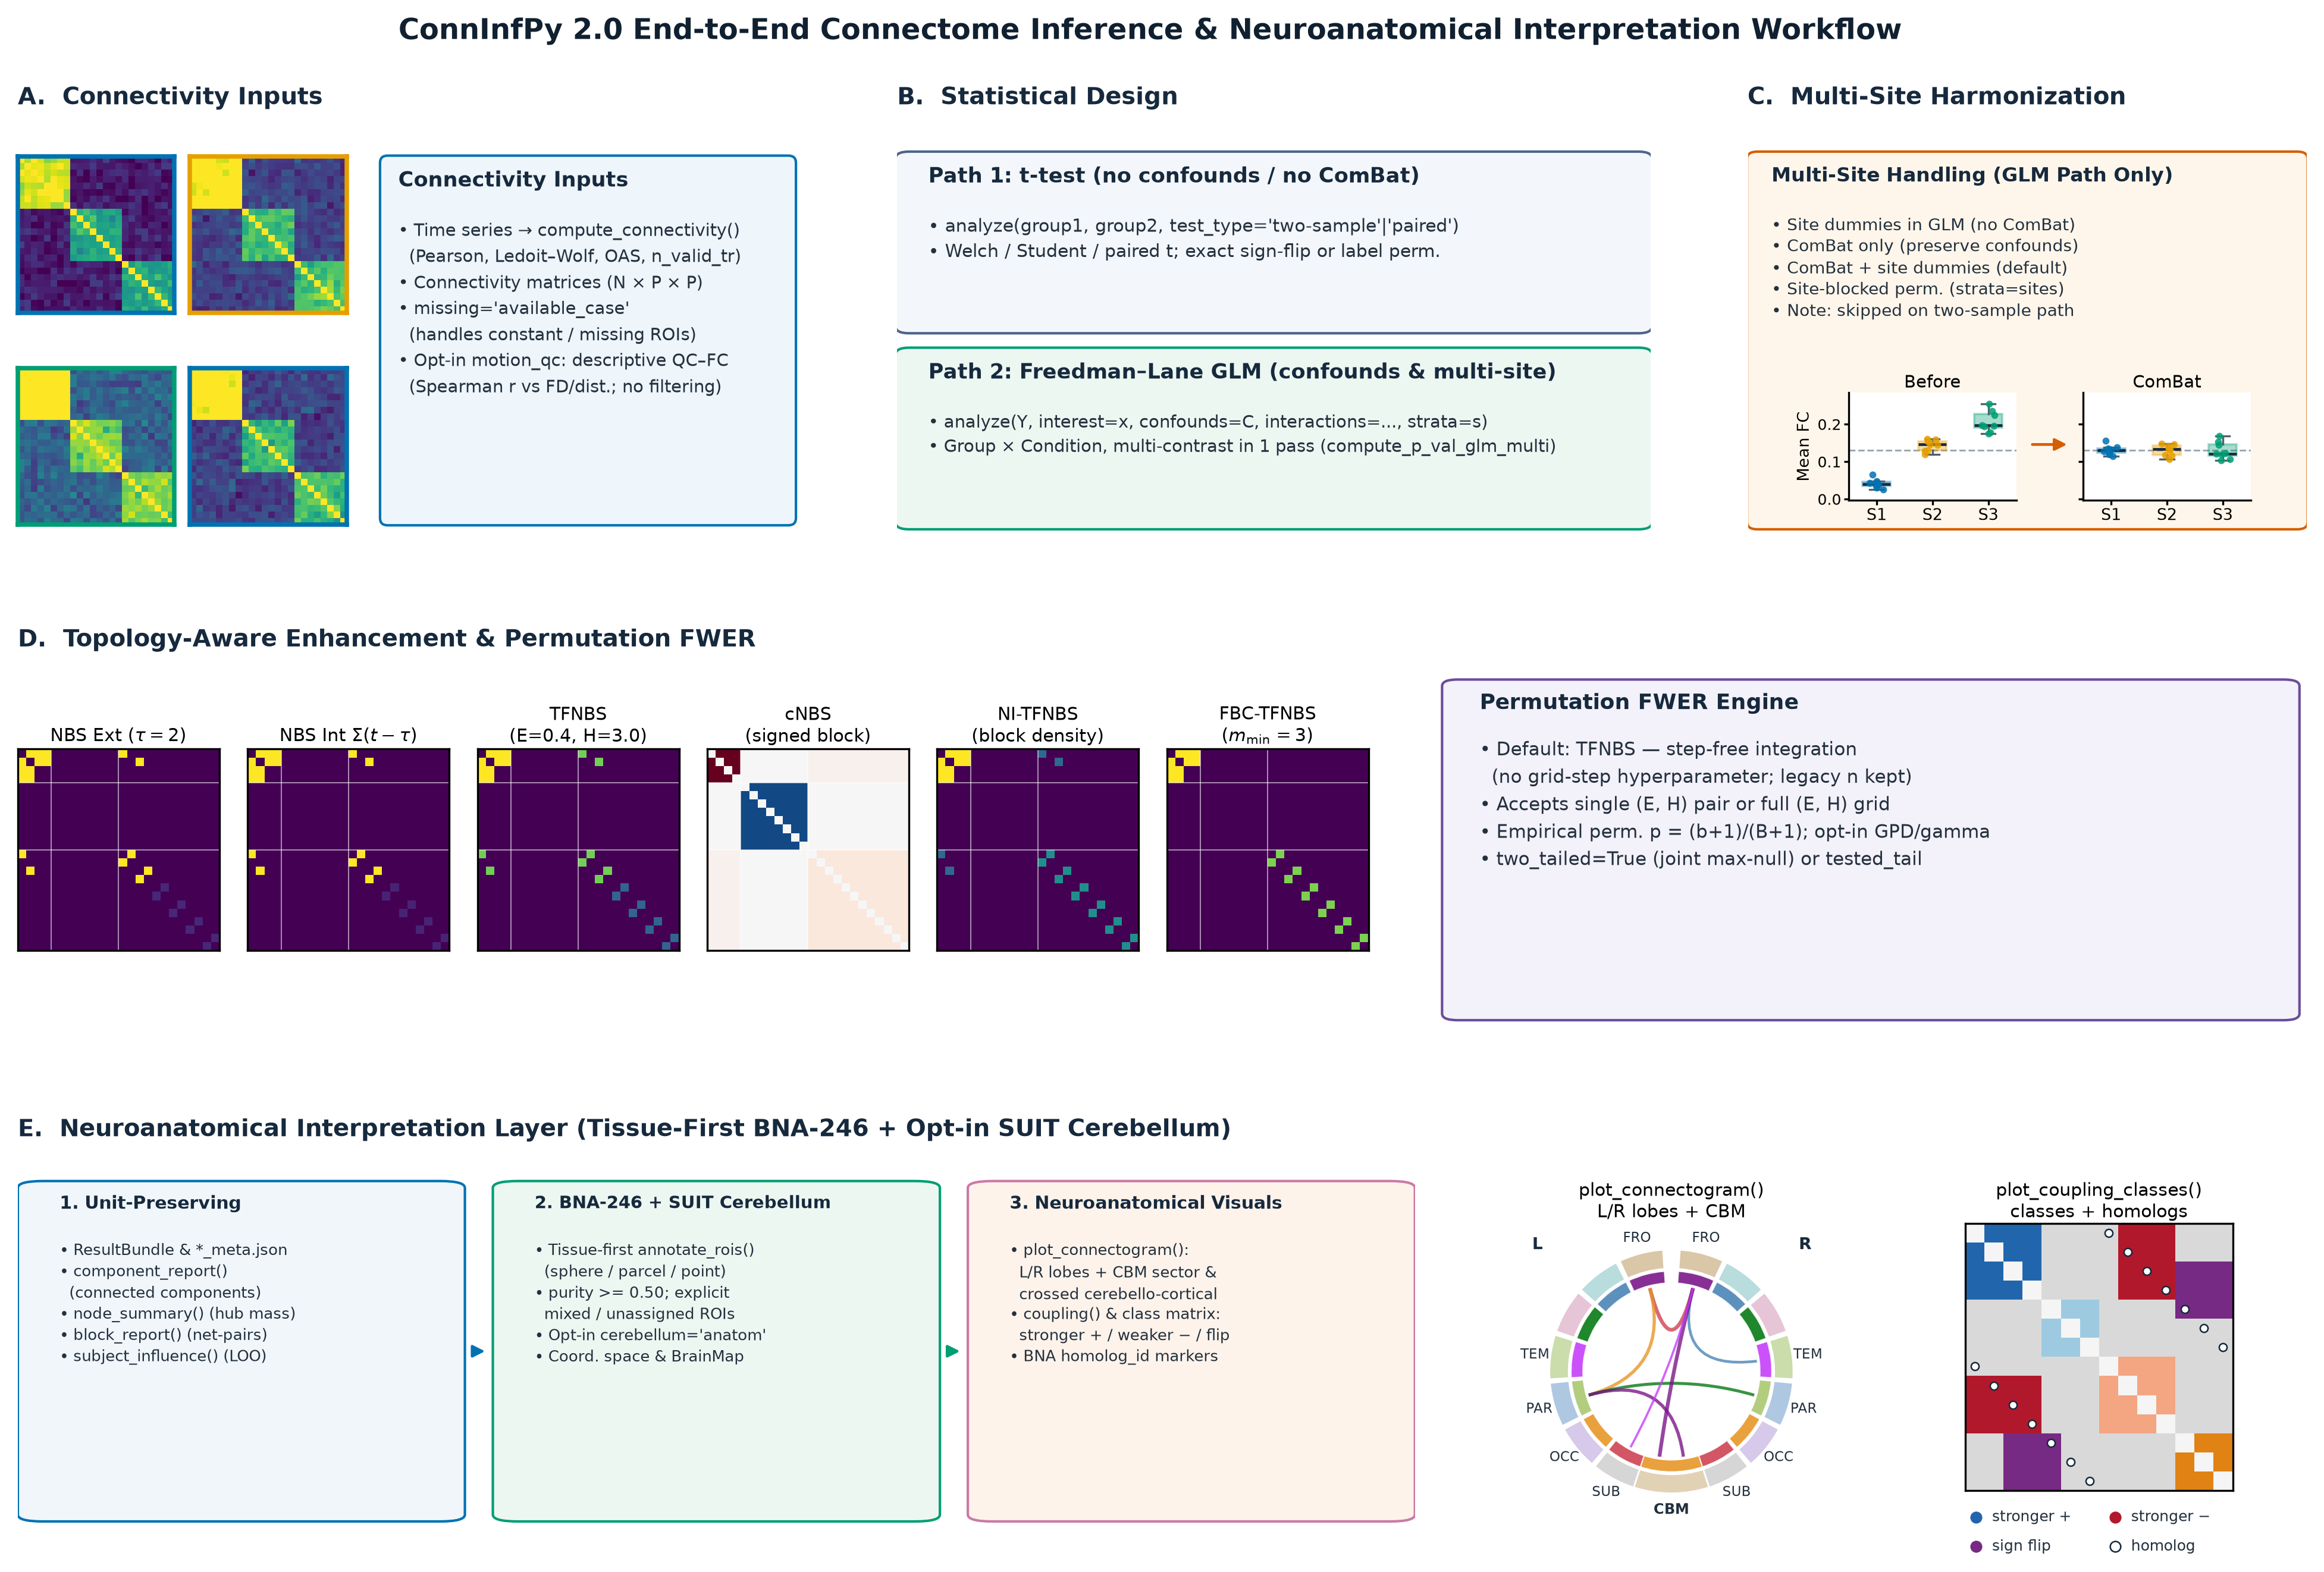 ConnInfPy 2.0 End-to-End Connectome Inference & Neuroanatomical Interpretation Workflow
A. Connectivity Inputs
Connectivity Inputs
• Time series → compute_connectivity()
(Pearson, Ledoit–Wolf, OAS, n_valid_tr)
• Connectivity matrices (N × P × P)
• missing='available_case'
(handles constant / missing ROIs)
• Opt-in motion_qc: descriptive QC–FC
(Spearman r vs FD/dist.; no filtering)
B. Statistical Design
Path 1: t-test (no confounds / no ComBat)
• analyze(group1, group2, test_type='two-sample'|'paired')
• Welch / Student / paired t; exact sign-flip or label perm.
Path 2: Freedman–Lane GLM (confounds & multi-site)
• analyze(Y, interest=x, confounds=C, interactions=..., strata=s)
• Group × Condition, multi-contrast in 1 pass (compute_p_val_glm_multi)
C. Multi-Site Harmonization
Multi-Site Handling (GLM Path Only)
• Site dummies in GLM (no ComBat)
• ComBat only (preserve confounds)
• ComBat + site dummies (default)
• Site-blocked perm. (strata=sites)
• Note: skipped on two-sample path
Before
Mean FC
0.2
0.1
0.0
S1 S2 S3
ComBat
S1 S2 S3
D. Topology-Aware Enhancement & Permutation FWER
NBS Ext (τ = 2)
NBS Int Σ(t − τ)
TFNBS
(E=0.4, H=3.0)
cNBS
(signed block)
NI-TFNBS
(block density)
FBC-TFNBS
(m_min = 3)
Permutation FWER Engine
• Default: TFNBS — step-free integration
(no grid-step hyperparameter; legacy n kept)
• Accepts single (E, H) pair or full (E, H) grid
• Empirical perm. p = (b+1)/(B+1); opt-in GPD/gamma
• two_tailed=True (joint max-null) or tested_tail
E. Neuroanatomical Interpretation Layer (Tissue-First BNA-246 + Opt-in SUIT Cerebellum)
1. Unit-Preserving
• ResultBundle & *_meta.json
• component_report()
(connected components)
• node_summary() (hub mass)
• block_report() (net-pairs)
• subject_influence() (LOO)
2. BNA-246 + SUIT Cerebellum
• Tissue-first annotate_rois()
(sphere / parcel / point)
• purity >= 0.50; explicit
mixed / unassigned ROIs
• Opt-in cerebellum='anatom'
• Coord. space & BrainMap
3. Neuroanatomical Visuals
• plot_connectogram():
L/R lobes + CBM sector &
crossed cerebello-cortical
• coupling() & class matrix:
stronger + / weaker − / flip
• BNA homolog_id markers
plot_connectogram()
L/R lobes + CBM
L
FRO FRO
R
TEM TEM
PAR PAR
OCC OCC
SUB SUB
CBM
plot_coupling_classes()
classes + homologs
stronger +
stronger −
sign flip
homolog